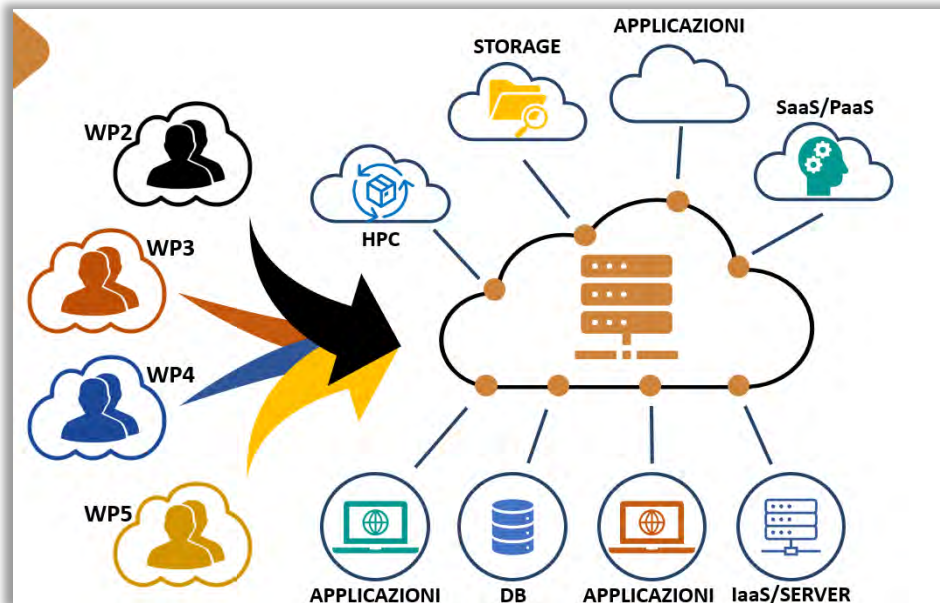 APPLICAZIONI
STORAGE
SaaS/PaaS
WP2
HPC
WP3
WP4
WP5
APPLICAZIONI
DB
APPLICAZIONI
IaaS/SERVER